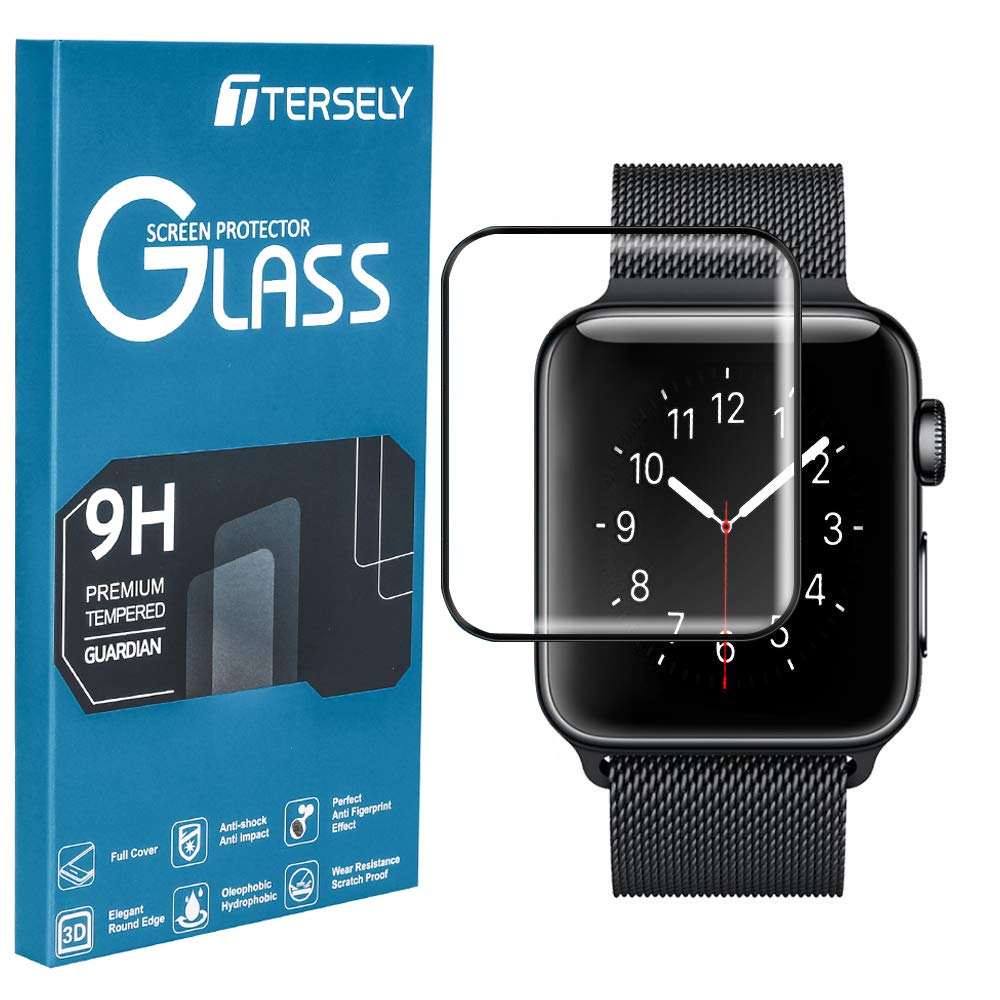 TERSELY
SCREEN PROTECTOR
GLASS
9H
PREMIUM
TEMPERED
GUARDIAN
Full Cover
Anti-shock
Anti Impact
Perfect
Anti Figerprint
Effect
3D
Elegant
Round Edge
Oleophobic
Hydrophobic
Wear Resistance
Scratch Proof
11 12 1
10 2
9 3
8 4
7 6 5